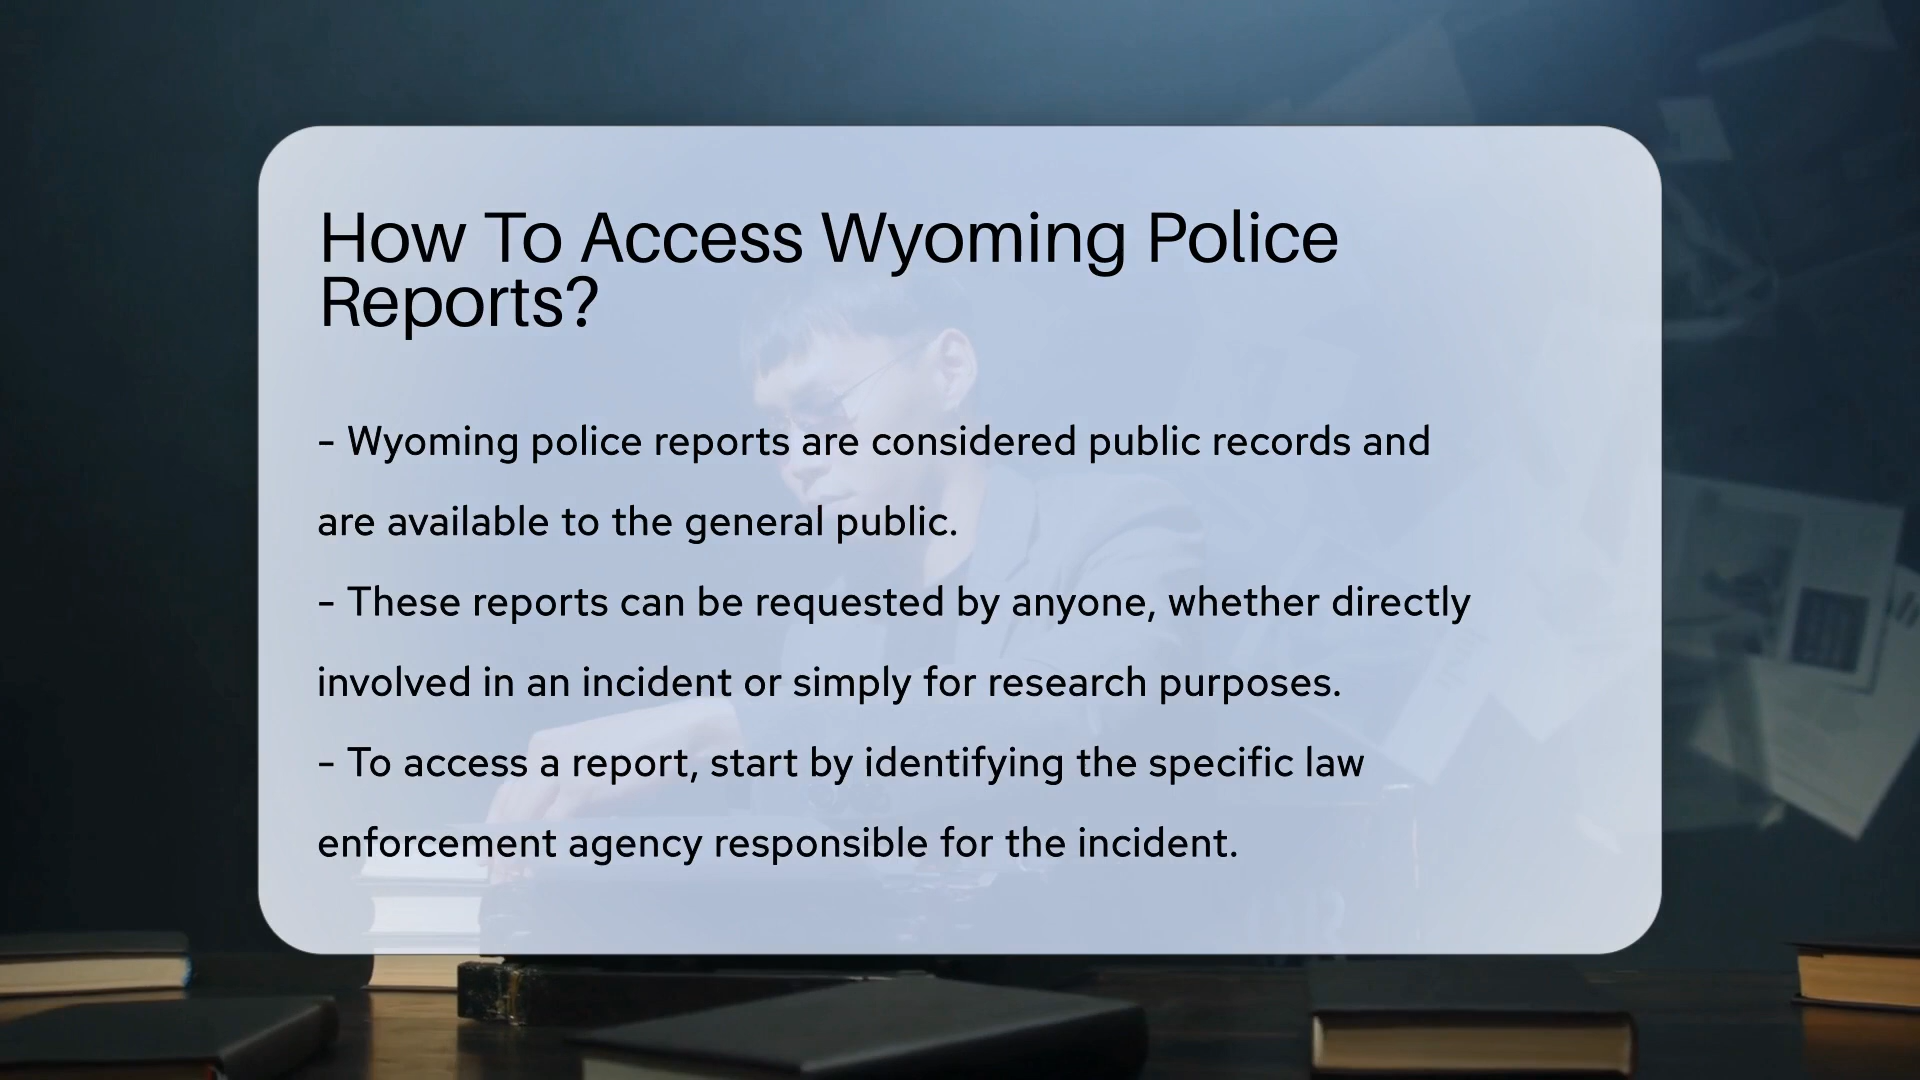 How To Access Wyoming Police
Reports?
- Wyoming police reports are considered public records and
are available to the general public.
- These reports can be requested by anyone, whether directly
involved in an incident or simply for research purposes.
- To access a report, start by identifying the specific law
enforcement agency responsible for the incident.